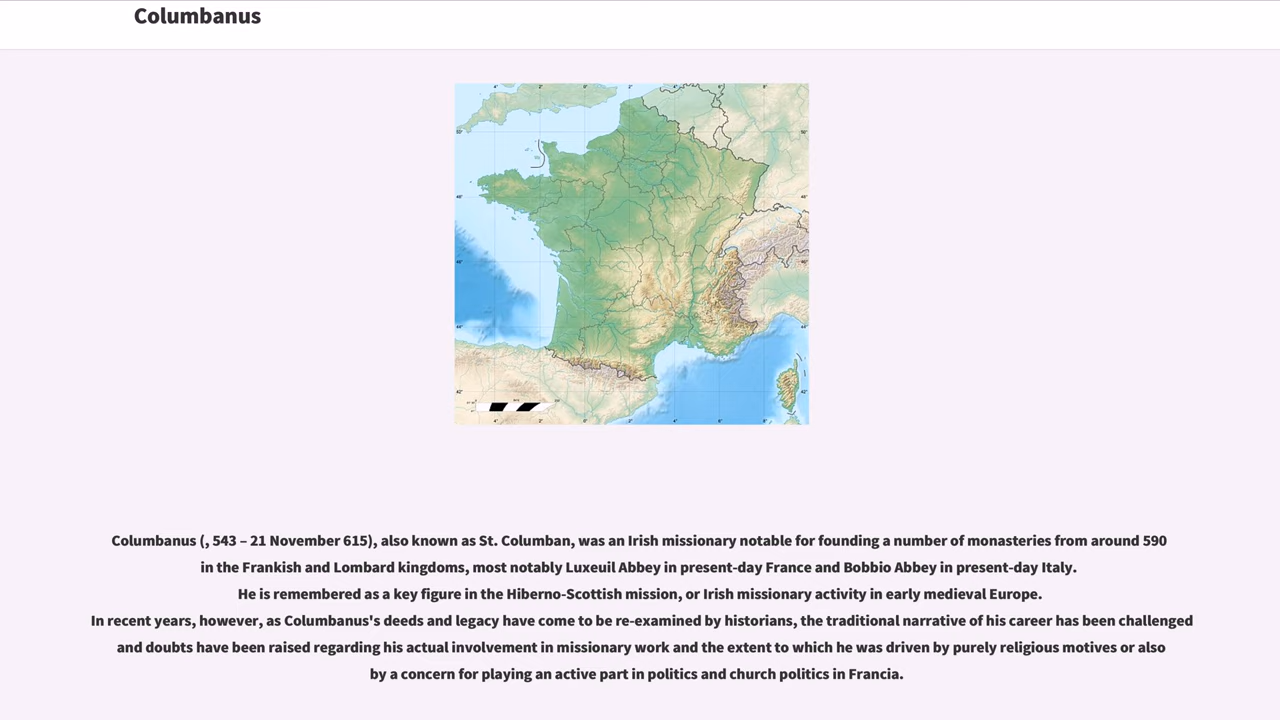 Columbanus
Columbanus (, 543 – 21 November 615), also known as St. Columban, was an Irish missionary notable for founding a number of monasteries from around 590
in the Frankish and Lombard kingdoms, most notably Luxeuil Abbey in present-day France and Bobbio Abbey in present-day Italy.
He is remembered as a key figure in the Hiberno-Scottish mission, or Irish missionary activity in early medieval Europe.
In recent years, however, as Columbanus's deeds and legacy have come to be re-examined by historians, the traditional narrative of his career has been challenged
and doubts have been raised regarding his actual involvement in missionary work and the extent to which he was driven by purely religious motives or also
by a concern for playing an active part in politics and church politics in Francia.